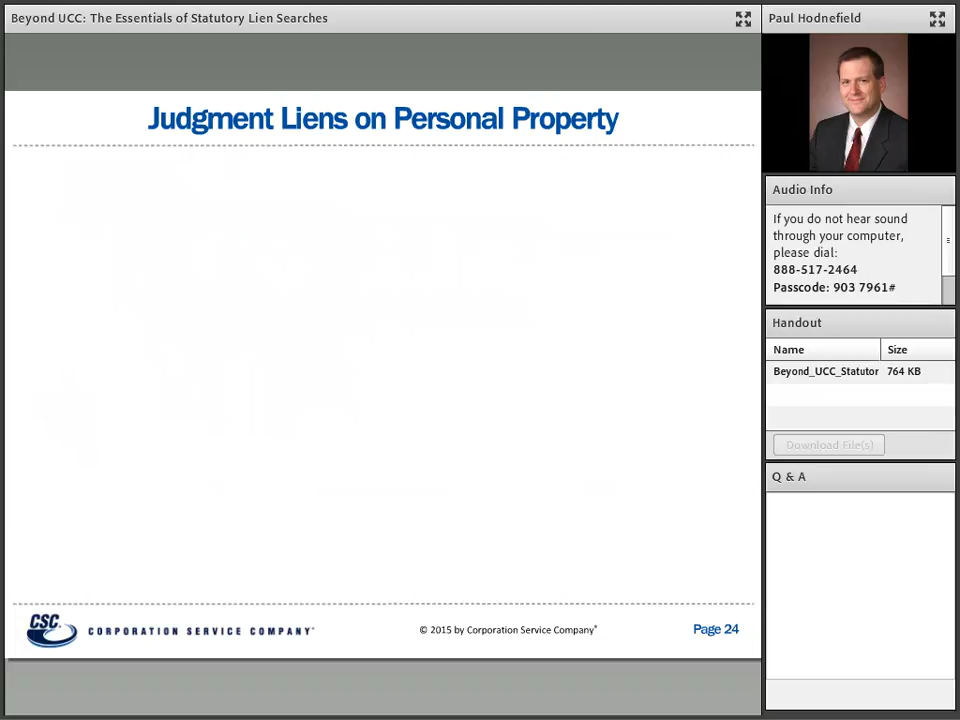 Beyond UCC: The Essentials of Statutory Lien Searches
Judgment Liens on Personal Property
CSC
CORPORATION SERVICE COMPANY®
© 2015 by Corporation Service Company®
Page 24
Paul Hodnefield
Audio Info
If you do not hear sound
through your computer,
please dial:
888-517-2464
Passcode: 903 7961#
Handout
Name Size
Beyond_UCC_Statutor 764 KB
Download File(s)
Q & A